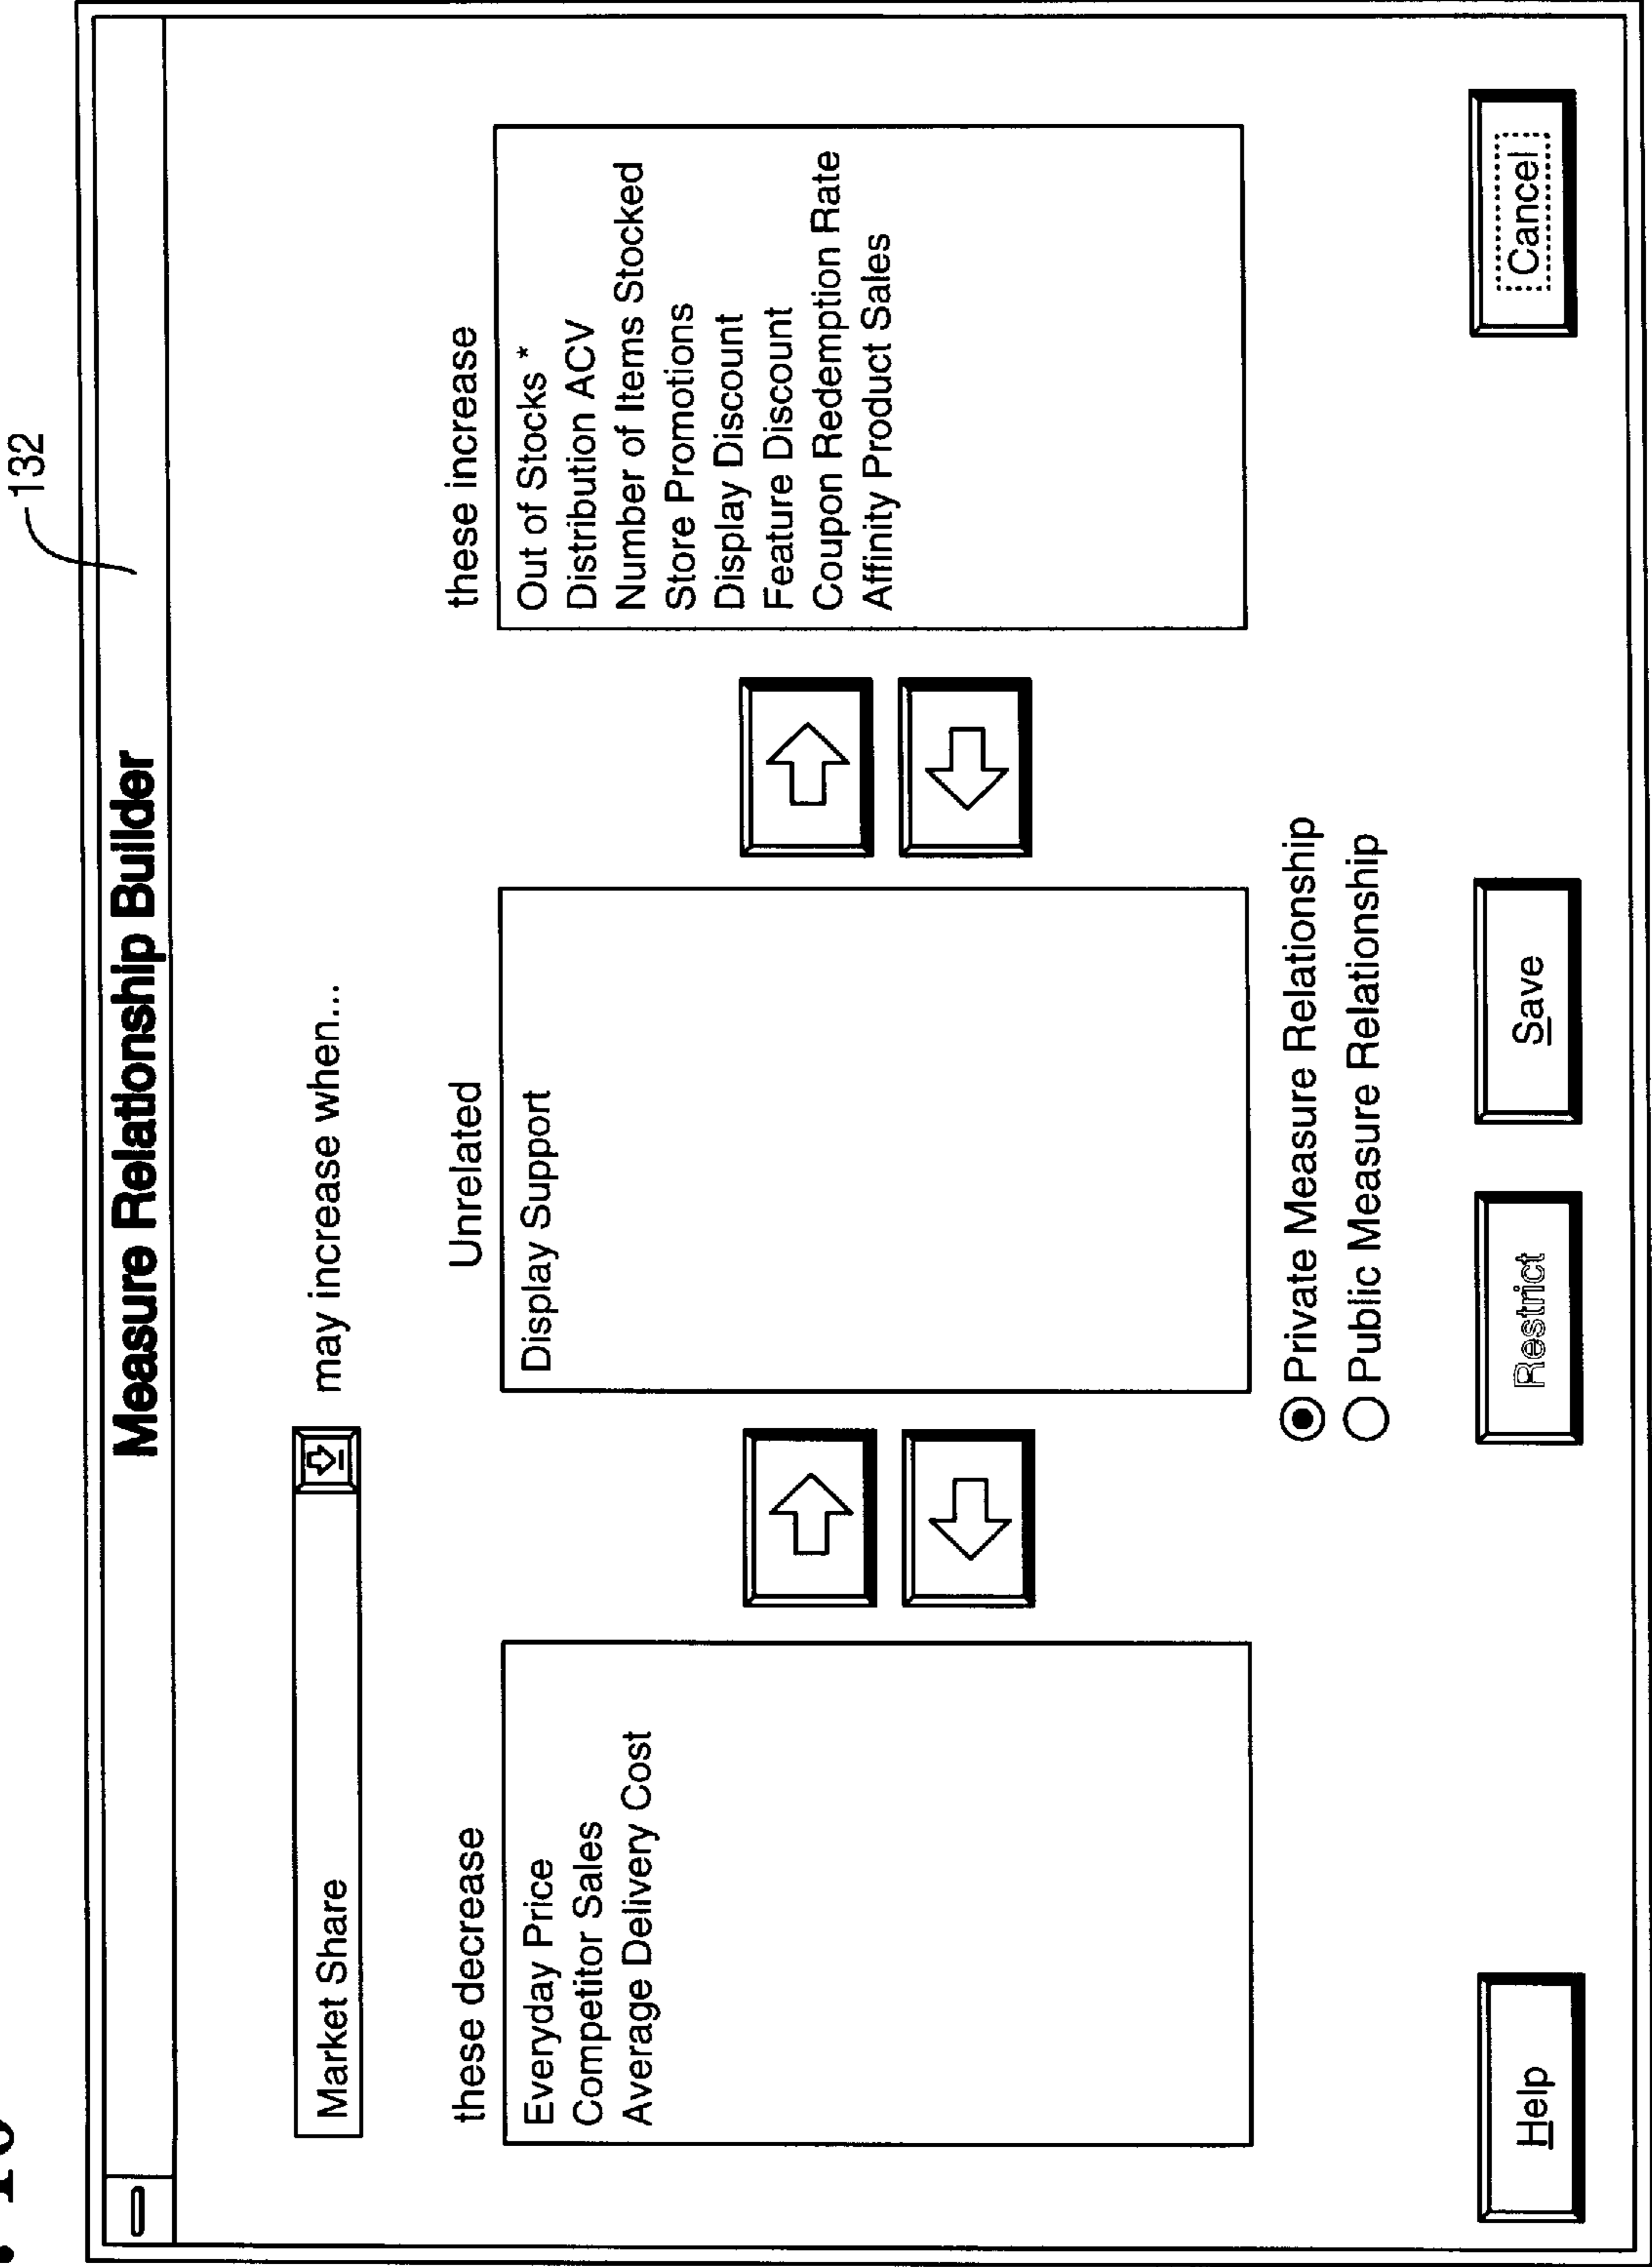 132
Measure Relationship Builder
Market Share
may increase when...
these decrease
Everyday Price
Competitor Sales
Average Delivery Cost
Unrelated
Display Support
these increase
Out of Stocks *
Distribution ACV
Number of Items Stocked
Store Promotions
Display Discount
Feature Discount
Coupon Redemption Rate
Affinity Product Sales
Private Measure Relationship
Public Measure Relationship
Help
Restrict
Save
Cancel